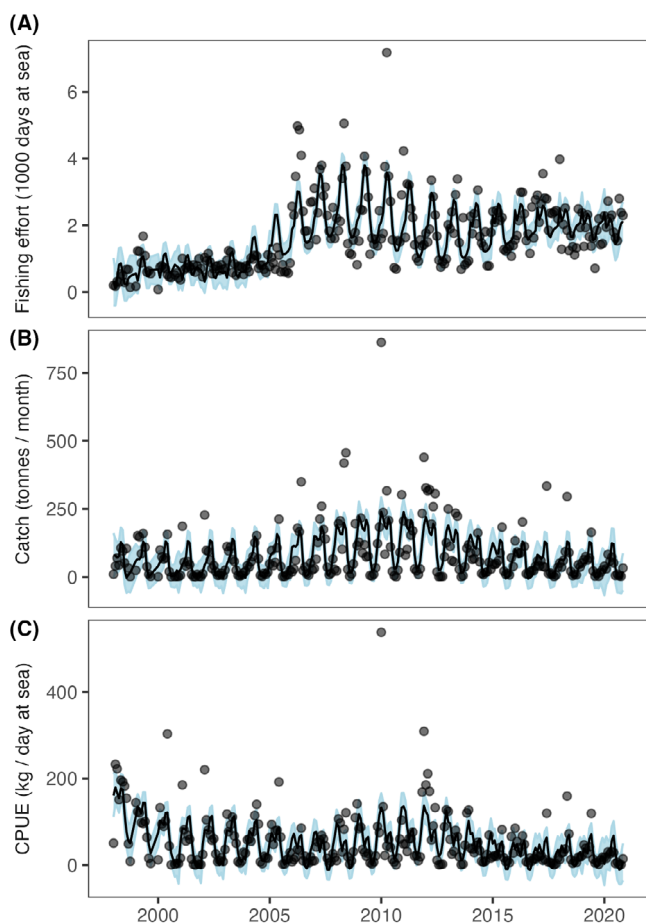 (A)
Fishing effort (1000 days at sea)
6
4
2
0
(B)
Catch (tonnes / month)
750
500
250
0
(C)
CPUE (kg / day at sea)
400
200
0
2000 2005 2010 2015 2020